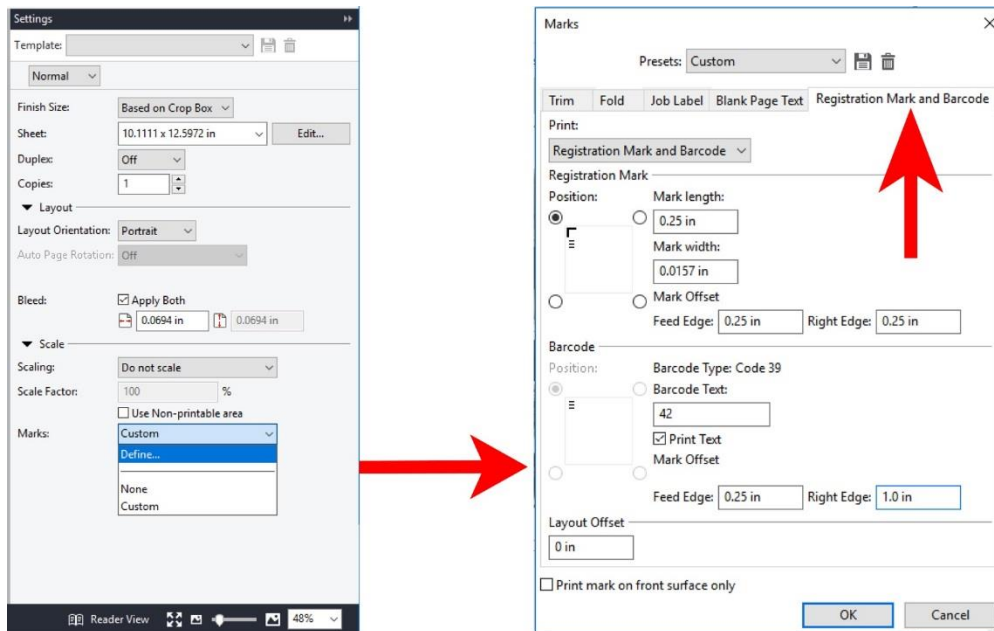 Settings
Template:
Normal
Finish Size: Based on Crop Box
Sheet: 10.1111 x 12.5972 in Edit...
Duplex: Off
Copies: 1
Layout
Layout Orientation: Portrait
Auto Page Rotation: Off
Bleed: Apply Both
0.0694 in 0.0694 in
Scale
Scaling: Do not scale
Scale Factor: 100 %
Use Non-printable area
Marks: Custom
Define...
None
Custom
Reader View 48%
Marks
Presets: Custom
Trim Fold Job Label Blank Page Text Registration Mark and Barcode
Print:
Registration Mark and Barcode
Registration Mark
Position: Mark length:
0.25 in
Mark width:
0.0157 in
Mark Offset
Feed Edge: 0.25 in Right Edge: 0.25 in
Barcode
Position: Barcode Type: Code 39
Barcode Text:
42
Print Text
Mark Offset
Feed Edge: 0.25 in Right Edge: 1.0 in
Layout Offset
0 in
Print mark on front surface only
OK Cancel